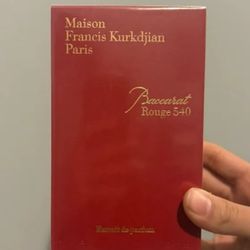 Maison
Francis Kurkdjian
Paris
Baccarat
Rouge 540
Extrait de parfum